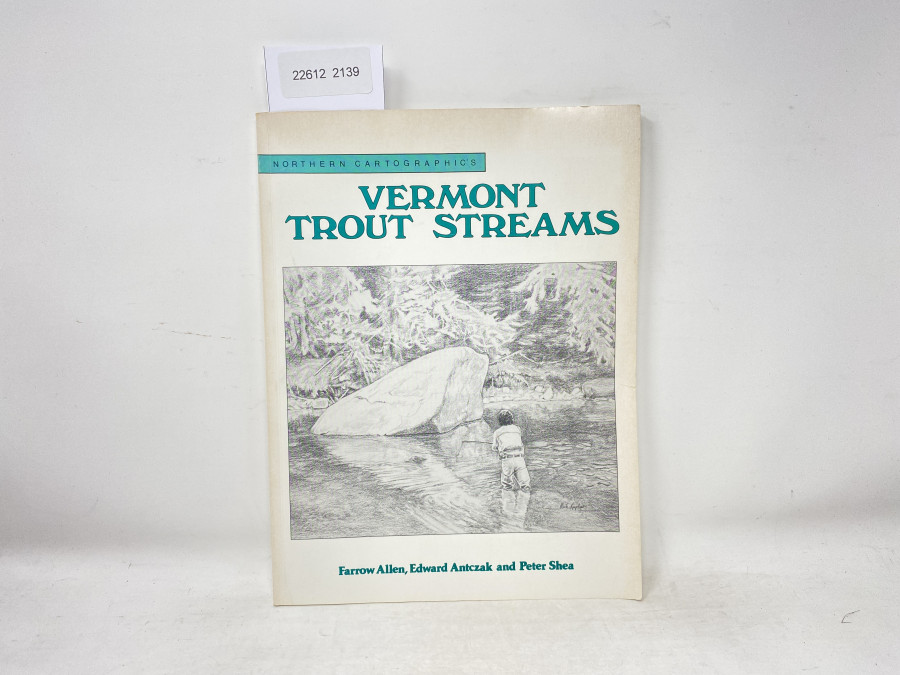 22612 2139
NORTHERN CARTOGRAPHICS
VERMONT
TROUT STREAMS
Farrow Allen, Edward Antczak and Peter Shea